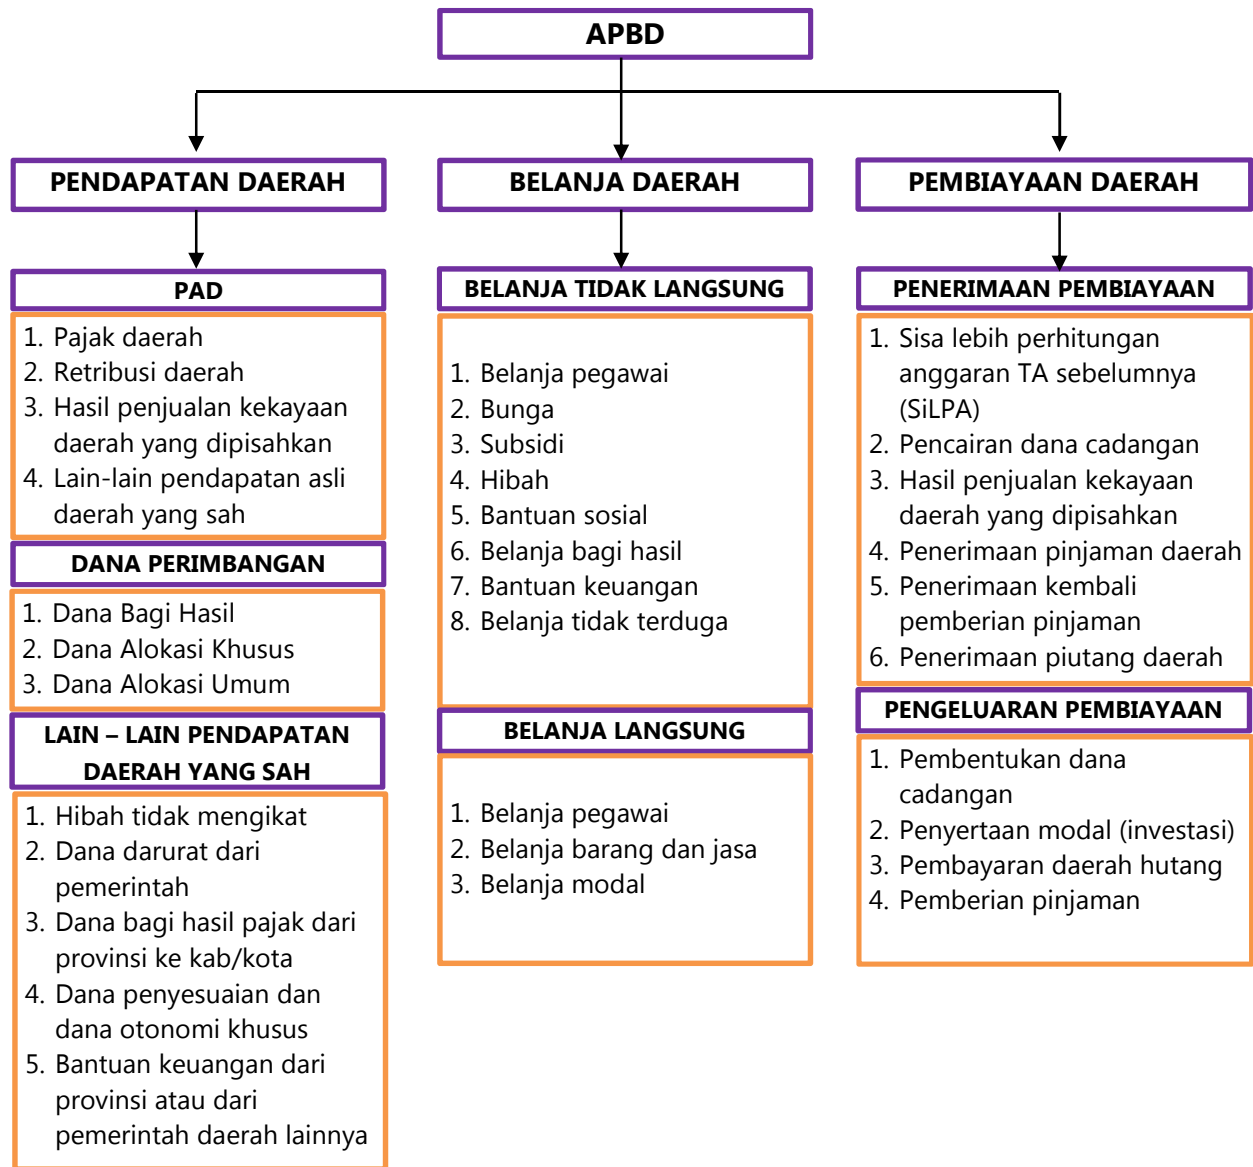 APBD
PENDAPATAN DAERAH
PAD
1. Pajak daerah
2. Retribusi daerah
3. Hasil penjualan kekayaan
daerah yang dipisahkan
4. Lain-lain pendapatan asli
daerah yang sah
DANA PERIMBANGAN
1. Dana Bagi Hasil
2. Dana Alokasi Khusus
3. Dana Alokasi Umum
LAIN – LAIN PENDAPATAN
DAERAH YANG SAH
1. Hibah tidak mengikat
2. Dana darurat dari
pemerintah
3. Dana bagi hasil pajak dari
provinsi ke kab/kota
4. Dana penyesuaian dan
dana otonomi khusus
5. Bantuan keuangan dari
provinsi atau dari
pemerintah daerah lainnya
BELANJA DAERAH
BELANJA TIDAK LANGSUNG
1. Belanja pegawai
2. Bunga
3. Subsidi
4. Hibah
5. Bantuan sosial
6. Belanja bagi hasil
7. Bantuan keuangan
8. Belanja tidak terduga
BELANJA LANGSUNG
1. Belanja pegawai
2. Belanja barang dan jasa
3. Belanja modal
PEMBIAYAAN DAERAH
PENERIMAAN PEMBIAYAAN
1. Sisa lebih perhitungan
anggaran TA sebelumnya
(SiLPA)
2. Pencairan dana cadangan
3. Hasil penjualan kekayaan
daerah yang dipisahkan
4. Penerimaan pinjaman daerah
5. Penerimaan kembali
pemberian pinjaman
6. Penerimaan piutang daerah
PENGELUARAN PEMBIAYAAN
1. Pembentukan dana
cadangan
2. Penyertaan modal (investasi)
3. Pembayaran daerah hutang
4. Pemberian pinjaman